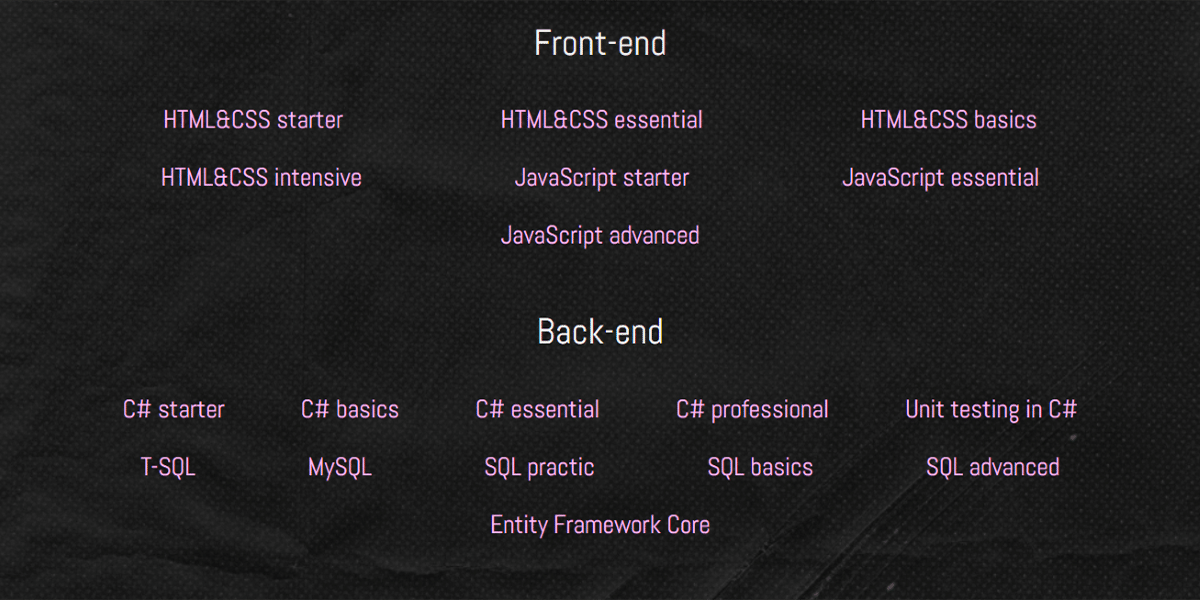 Front-end
HTML&CSS starter HTML&CSS essential HTML&CSS basics
HTML&CSS intensive JavaScript starter JavaScript essential
JavaScript advanced
Back-end
C# starter C# basics C# essential C# professional Unit testing in C#
T-SQL MySQL SQL practic SQL basics SQL advanced
Entity Framework Core